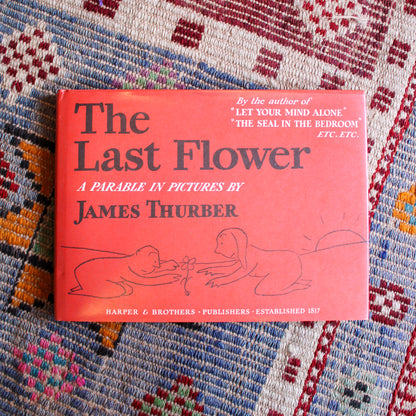 The
Last Flower
By the author of
"LET YOUR MIND ALONE"
"THE SEAL IN THE BEDROOM"
ETC. ETC.
A PARABLE IN PICTURES BY
JAMES THURBER
HARPER & BROTHERS · PUBLISHERS · ESTABLISHED 1817